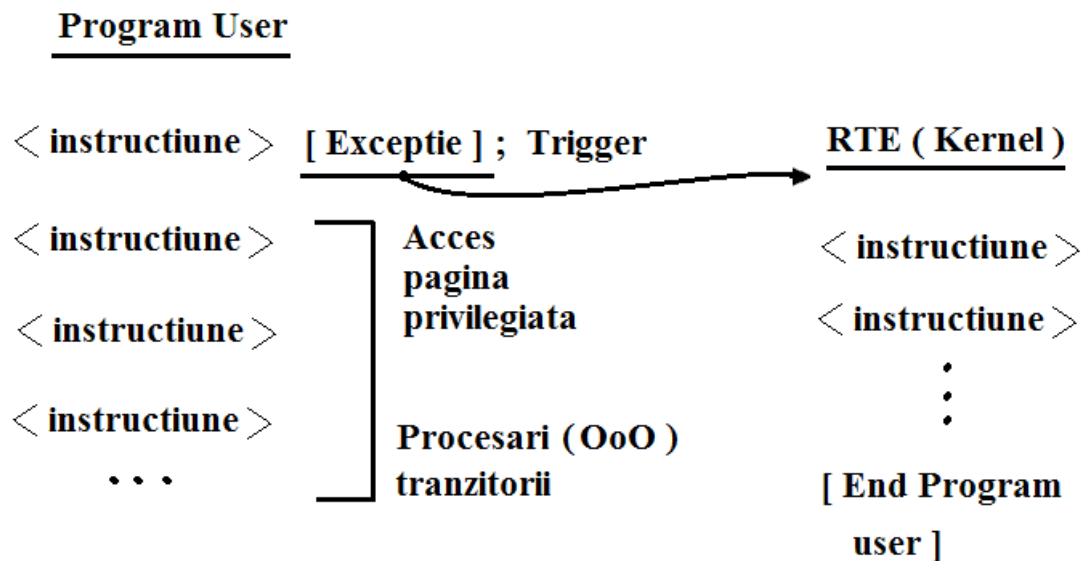 Program User
< instructiune > [ Exceptie ] ; Trigger
RTE ( Kernel )
< instructiune >
< instructiune >
< instructiune >
...
Acces
pagina
privilegiata
Procesari ( OoO )
tranzitorii
< instructiune >
< instructiune >
[ End Program
user ]